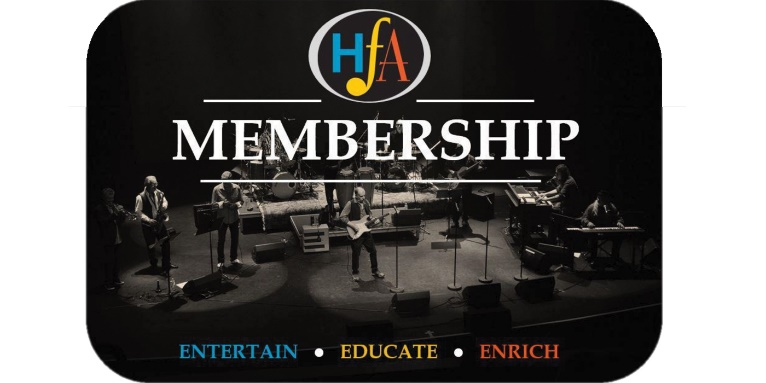 HfA
MEMBERSHIP
ENTERTAIN • EDUCATE • ENRICH